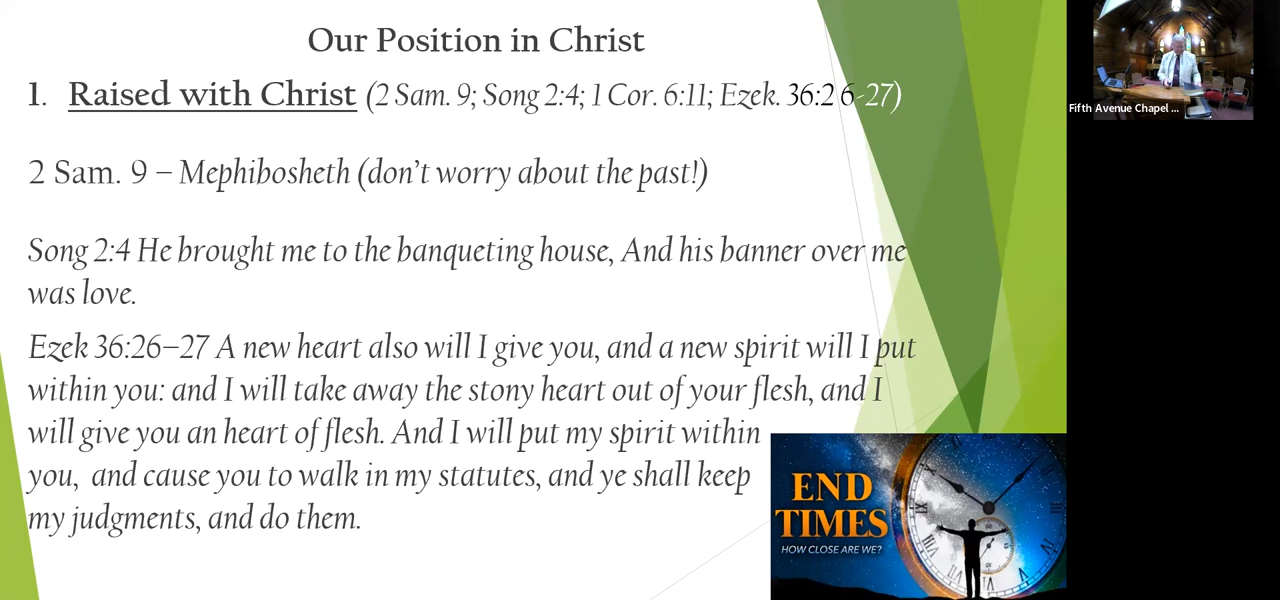 Our Position in Christ
1. Raised with Christ (2 Sam. 9; Song 2:4; 1 Cor. 6:11; Ezek. 36:26-27)
2 Sam. 9 – Mephibosheth (don't worry about the past!)
Song 2:4 He brought me to the banqueting house, And his banner over me
was love.
Ezek 36:26–27 A new heart also will I give you, and a new spirit will I put
within you: and I will take away the stony heart out of your flesh, and I
will give you an heart of flesh. And I will put my spirit within
you, and cause you to walk in my statutes, and ye shall keep
my judgments, and do them.
END
TIMES
HOW CLOSE ARE WE?
Fifth Avenue Chapel ...